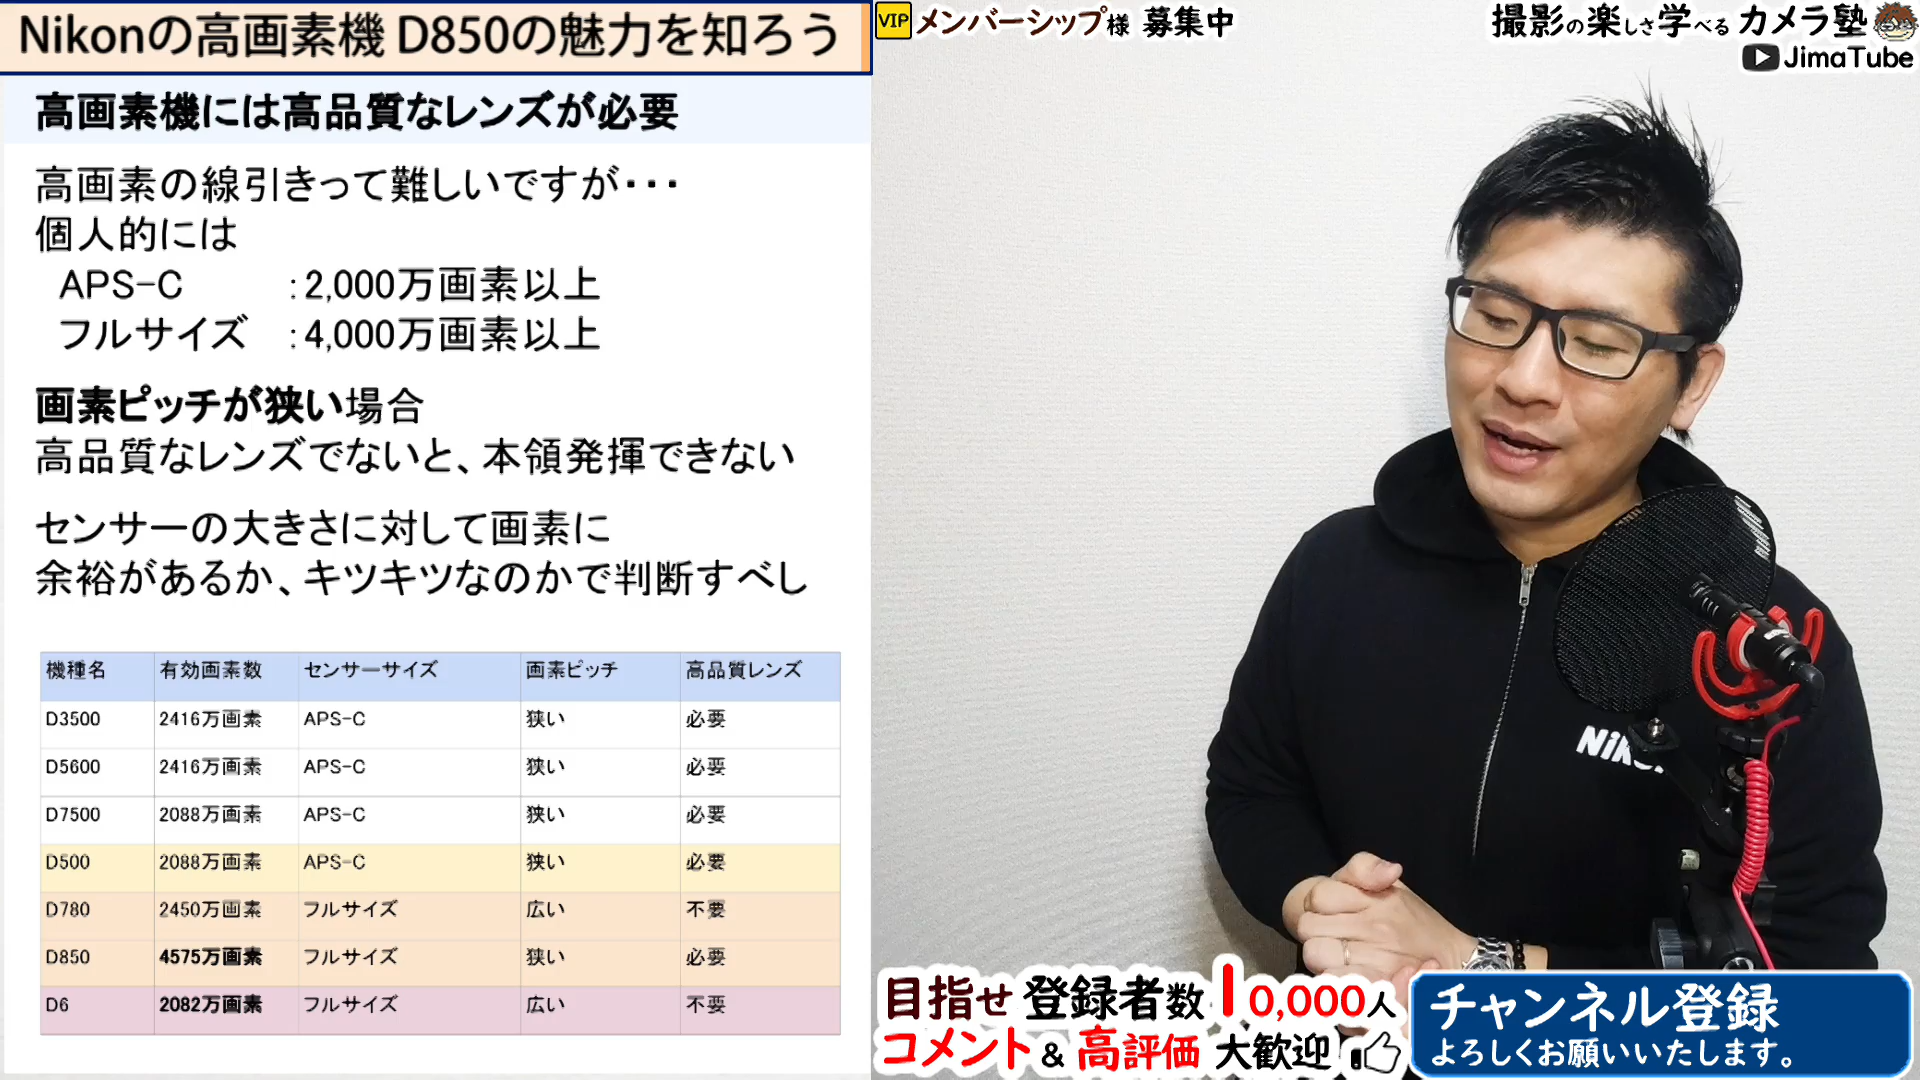 Nikonの高画素機 D850の魅力を知ろう
VIP メンバーシップ様 募集中
撮影の楽しさ学べる カメラ塾
JimaTube
高画素機には高品質なレンズが必要
高画素の線引きって難しいですが・・・
個人的には
APS-C :2,000万画素以上
フルサイズ :4,000万画素以上
画素ピッチが狭い場合
高品質なレンズでないと、本領発揮できない
センサーの大きさに対して画素に
余裕があるか、キツキツなのかで判断すべし
機種名 有効画素数 センサーサイズ 画素ピッチ 高品質レンズ
D3500 2416万画素 APS-C 狭い 必要
D5600 2416万画素 APS-C 狭い 必要
D7500 2088万画素 APS-C 狭い 必要
D500 2088万画素 APS-C 狭い 必要
D780 2450万画素 フルサイズ 広い 不要
D850 4575万画素 フルサイズ 狭い 必要
D6 2082万画素 フルサイズ 広い 不要
目指せ 登録者数 10,000人
コメント & 高評価 大歓迎
チャンネル登録
よろしくお願いいたします。